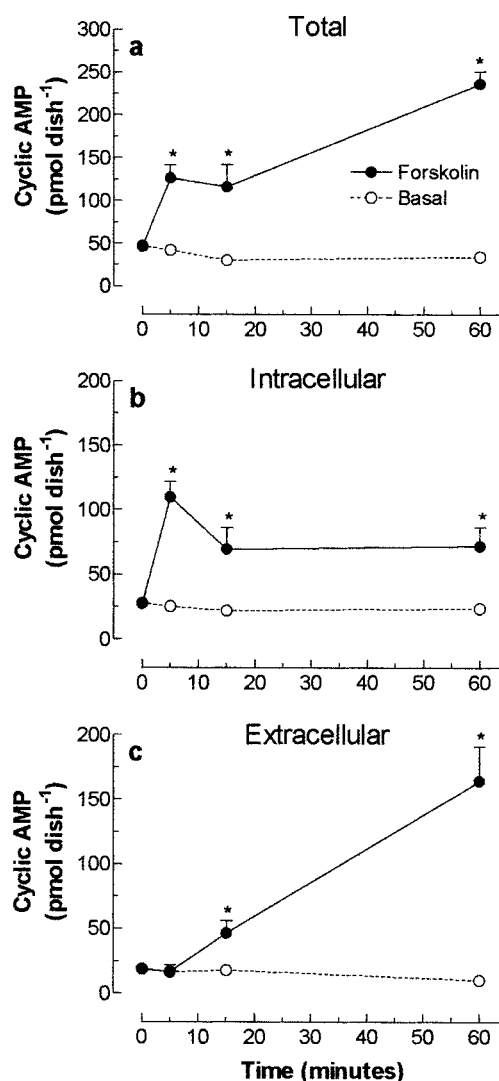 a
Total
Cyclic AMP
(pmol dish⁻¹)
300
250
200
150
100
50
0
*
*
*
Forskolin
Basal
0 10 20 30 40 50 60
b
Intracellular
Cyclic AMP
(pmol dish⁻¹)
200
150
100
50
0
*
*
*
0 10 20 30 40 50 60
c
Extracellular
Cyclic AMP
(pmol dish⁻¹)
200
150
100
50
0
*
*
0 10 20 30 40 50 60
Time (minutes)